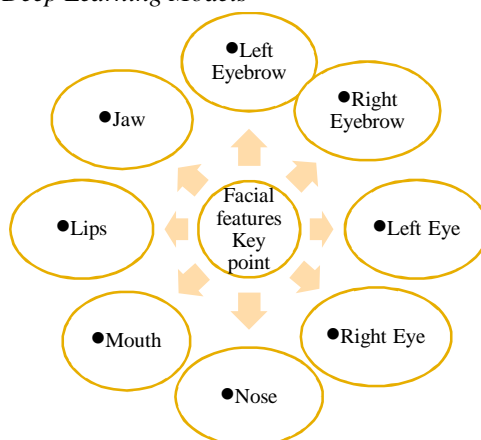 Deep Learning Models
●Left
Eyebrow
●Right
Eyebrow
●Jaw
Facial
features
Key
point
●Lips
●Left Eye
●Mouth
●Right Eye
●Nose